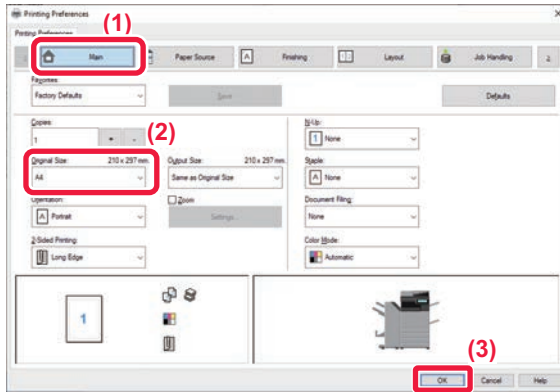 Printing Preferences
(1)
Printing Preferences
Main
Paper Source
Finishing
Layout
Job Handling
Favorites:
Factory Defaults
Save
Defaults
Copies:
1
+ -
(2)
N-Up:
1 None
Original Size: 210 x 297 mm.
A4
Output Size: 210 x 297 mm.
Same as Original Size
Staple:
A None
Orientation:
A Portrait
Zoom
Settings...
Document Filing:
None
2-Sided Printing:
Long Edge
Color Mode:
Automatic
1
(3)
OK
Cancel
Help